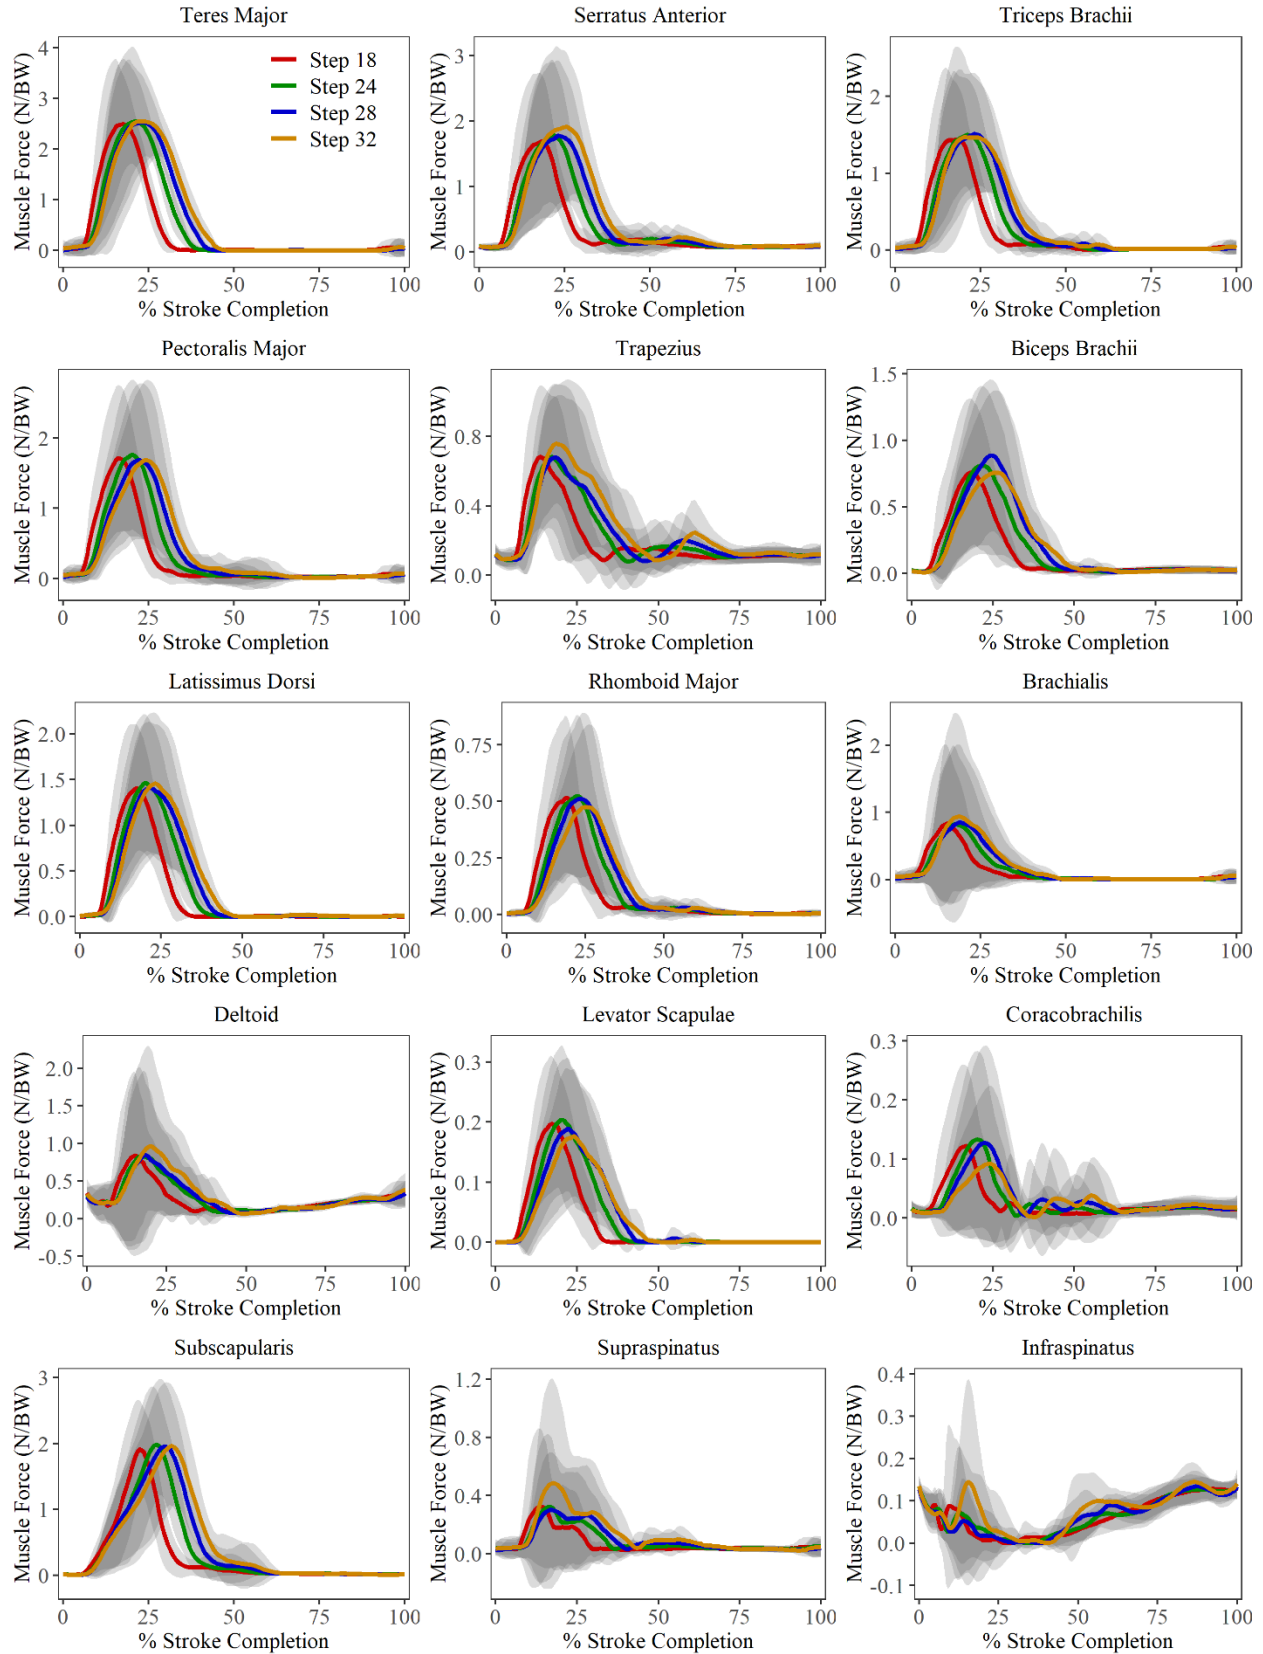 Teres Major
Serratus Anterior
Triceps Brachii
Muscle Force (N/BW)
4
3
2
1
0
Step 18
Step 24
Step 28
Step 32
0 25 50 75 100
% Stroke Completion
Muscle Force (N/BW)
3
2
1
0
0 25 50 75 100
% Stroke Completion
Muscle Force (N/BW)
2
1
0
0 25 50 75 100
% Stroke Completion
Pectoralis Major
Trapezius
Biceps Brachii
Muscle Force (N/BW)
2
1
0
0 25 50 75 100
% Stroke Completion
Muscle Force (N/BW)
0.8
0.4
0.0
0 25 50 75 100
% Stroke Completion
Muscle Force (N/BW)
1.5
1.0
0.5
0.0
0 25 50 75 100
% Stroke Completion
Latissimus Dorsi
Rhomboid Major
Brachialis
Muscle Force (N/BW)
2.0
1.5
1.0
0.5
0.0
0 25 50 75 100
% Stroke Completion
Muscle Force (N/BW)
0.75
0.50
0.25
0.00
0 25 50 75 100
% Stroke Completion
Muscle Force (N/BW)
2
1
0
0 25 50 75 100
% Stroke Completion
Deltoid
Levator Scapulae
Coracobrachilis
Muscle Force (N/BW)
2.0
1.5
1.0
0.5
0.0
-0.5
0 25 50 75 100
% Stroke Completion
Muscle Force (N/BW)
0.3
0.2
0.1
0.0
0 25 50 75 100
% Stroke Completion
Muscle Force (N/BW)
0.3
0.2
0.1
0.0
0 25 50 75 100
% Stroke Completion
Subscapularis
Supraspinatus
Infraspinatus
Muscle Force (N/BW)
3
2
1
0
0 25 50 75 100
% Stroke Completion
Muscle Force (N/BW)
1.2
0.8
0.4
0.0
0 25 50 75 100
% Stroke Completion
Muscle Force (N/BW)
0.4
0.3
0.2
0.1
0.0
-0.1
0 25 50 75 100
% Stroke Completion